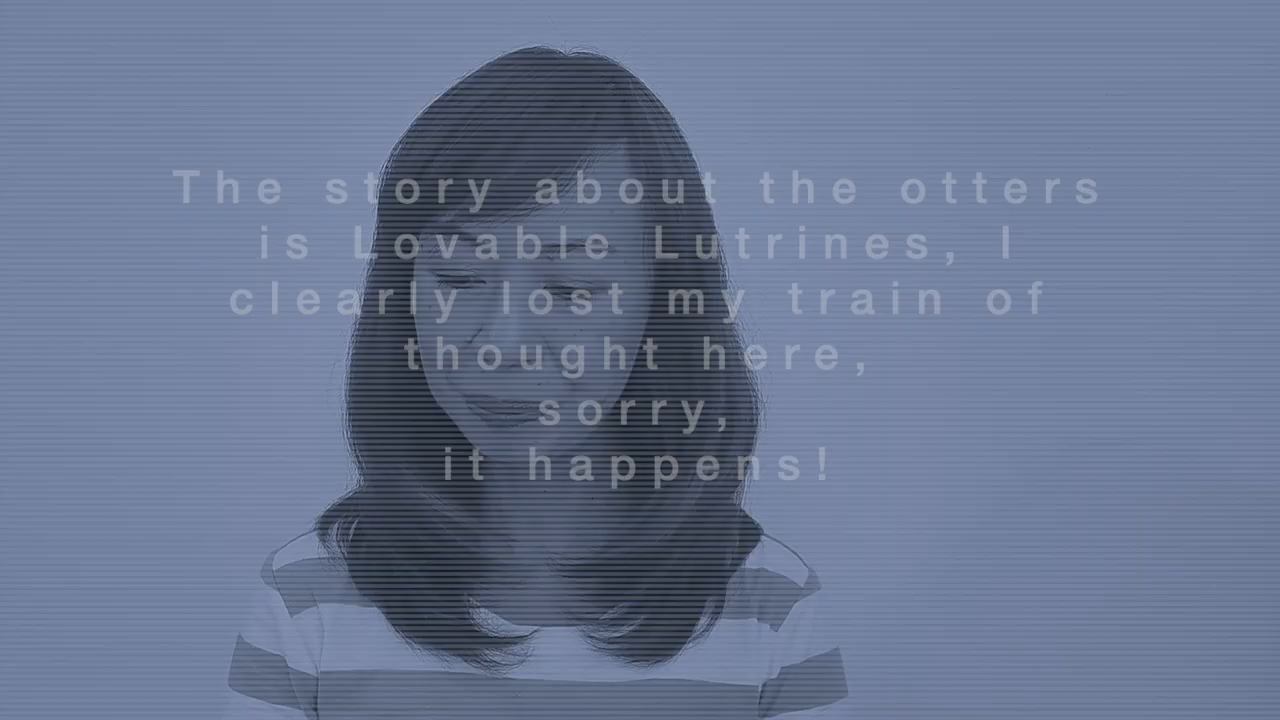 The story about the otters
is Lovable Lutrines, I
clearly lost my train of
thought here,
sorry,
it happens!